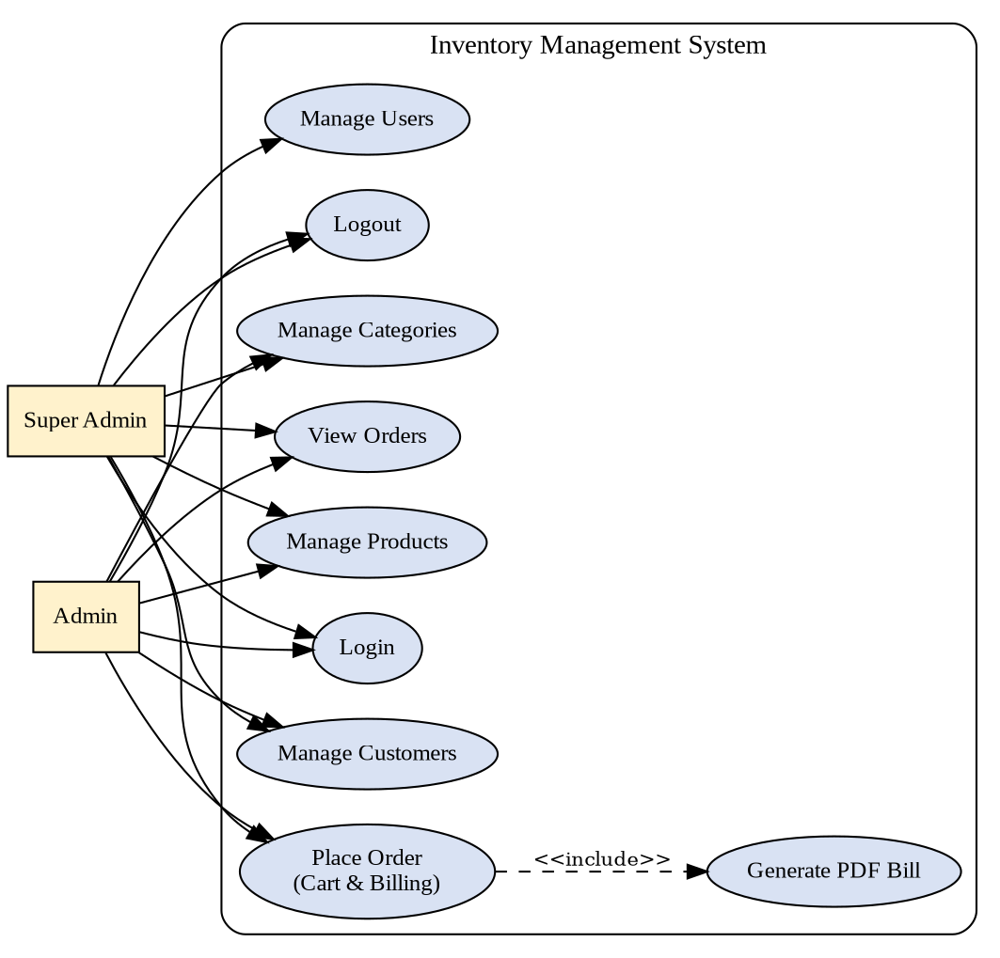 Inventory Management System
Manage Users
Logout
Manage Categories
Super Admin
View Orders
Manage Products
Admin
Login
Manage Customers
Place Order
(Cart & Billing)
<<include>>
Generate PDF Bill